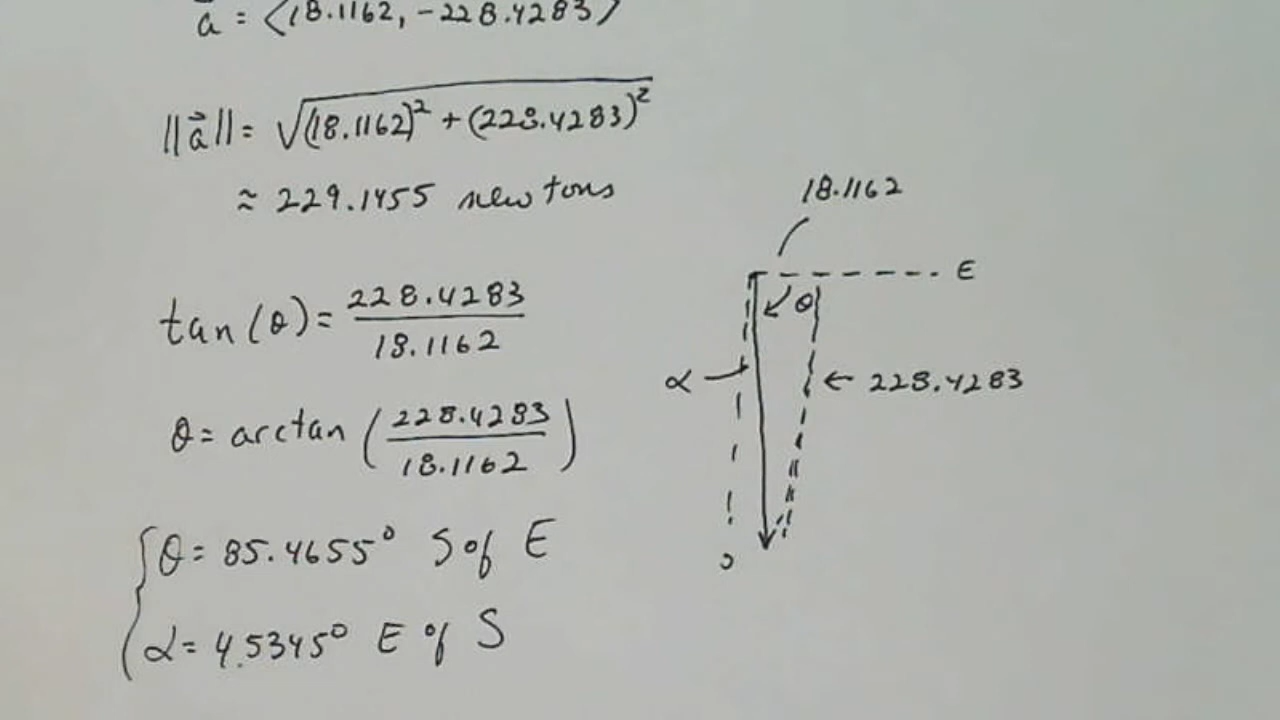 a⃗ = ⟨18.1162, -228.4283⟩
||a⃗|| = √(18.1162)² + (228.4283)²
≈ 229.1455 newtons
18.1162
E
tan(θ) = 228.4283 / 18.1162
θ
α
← 228.4283
θ = arctan (228.4283 / 18.1162)
θ = 85.4655° S of E
α = 4.5345° E of S